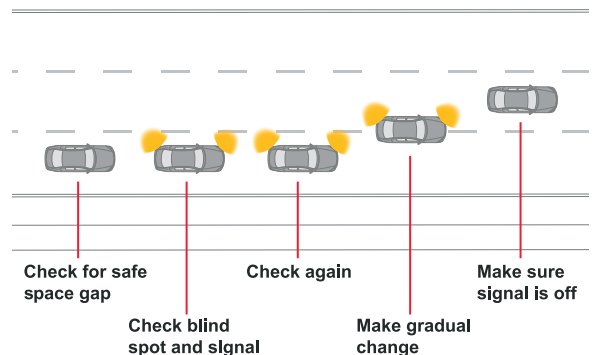 Check for safe
space gap
Check blind
spot and signal
Check again
Make gradual
change
Make sure
signal is off